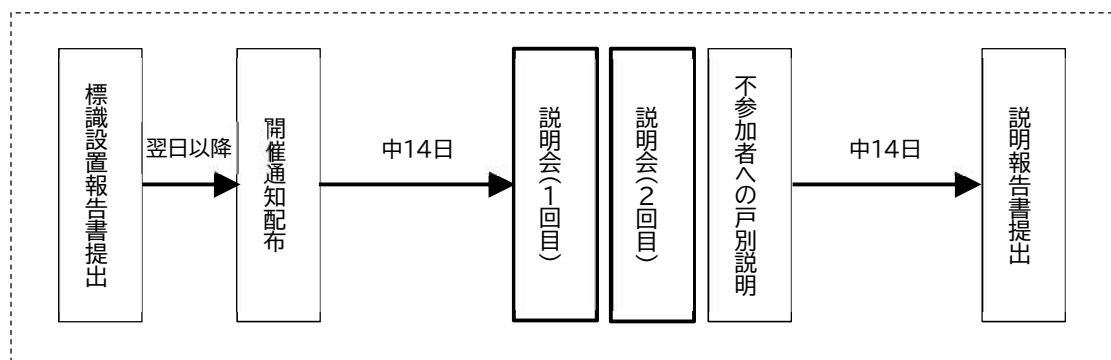 標識設置報告書提出
翌日以降
開催通知配布
中14日
説明会(1回目)
説明会(2回目)
不参加者への戸別説明
中14日
説明報告書提出